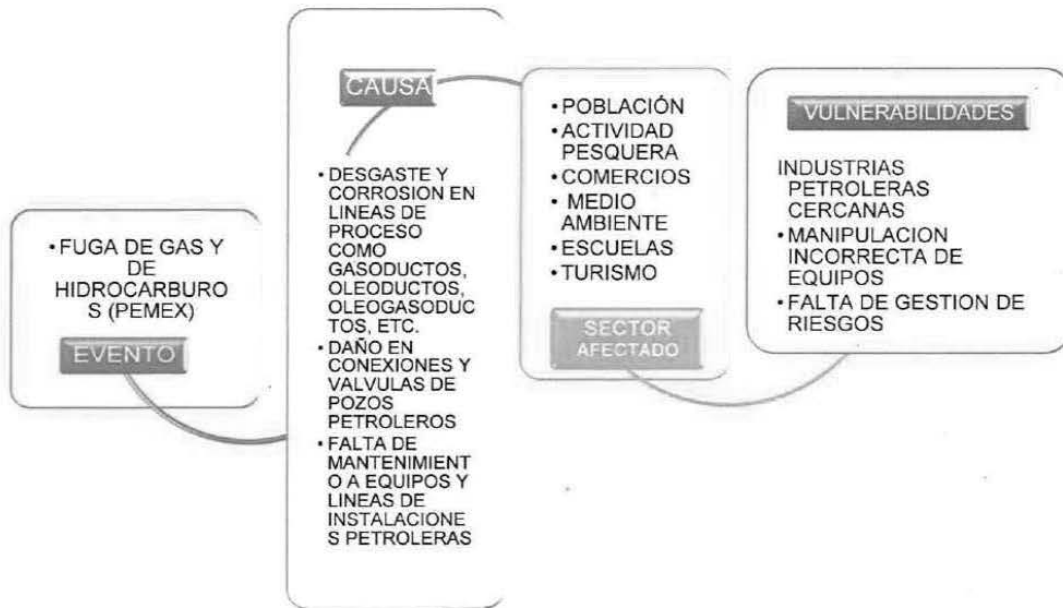 • FUGA DE GAS Y
DE
HIDROCARBURO
S (PEMEX)
EVENTO
CAUSA
• DESGASTE Y
CORROSION EN
LINEAS DE
PROCESO
COMO
GASODUCTOS,
OLEODUCTOS,
OLEOGASODUC
TOS, ETC.
• DAÑO EN
CONEXIONES Y
VALVULAS DE
POZOS
PETROLEROS
• FALTA DE
MANTENIMIENT
O A EQUIPOS Y
LINEAS DE
INSTALACIONE
S PETROLERAS
• POBLACIÓN
• ACTIVIDAD
PESQUERA
• COMERCIOS
• MEDIO
AMBIENTE
• ESCUELAS
• TURISMO
SECTOR
AFECTADO
VULNERABILIDADES
INDUSTRIAS
PETROLERAS
CERCANAS
• MANIPULACION
INCORRECTA DE
EQUIPOS
• FALTA DE GESTION DE
RIESGOS